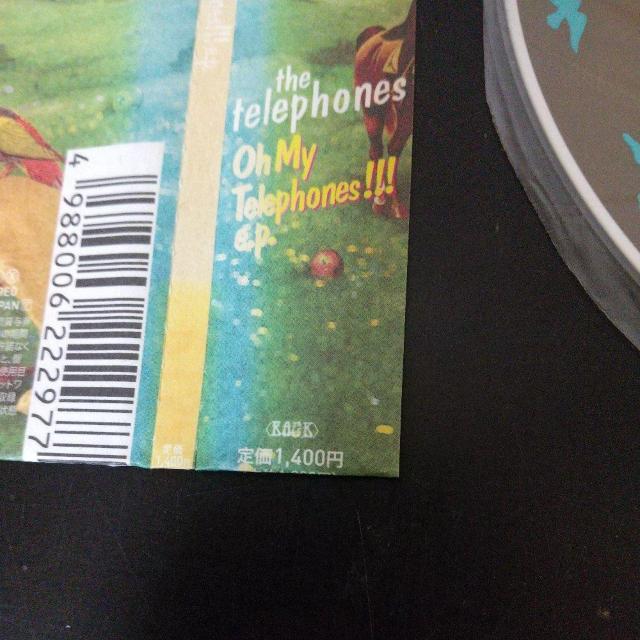 the
telephones
Oh My
Telephones!!!
e.p.
4 988006 222977
ROCK
定価1,400円